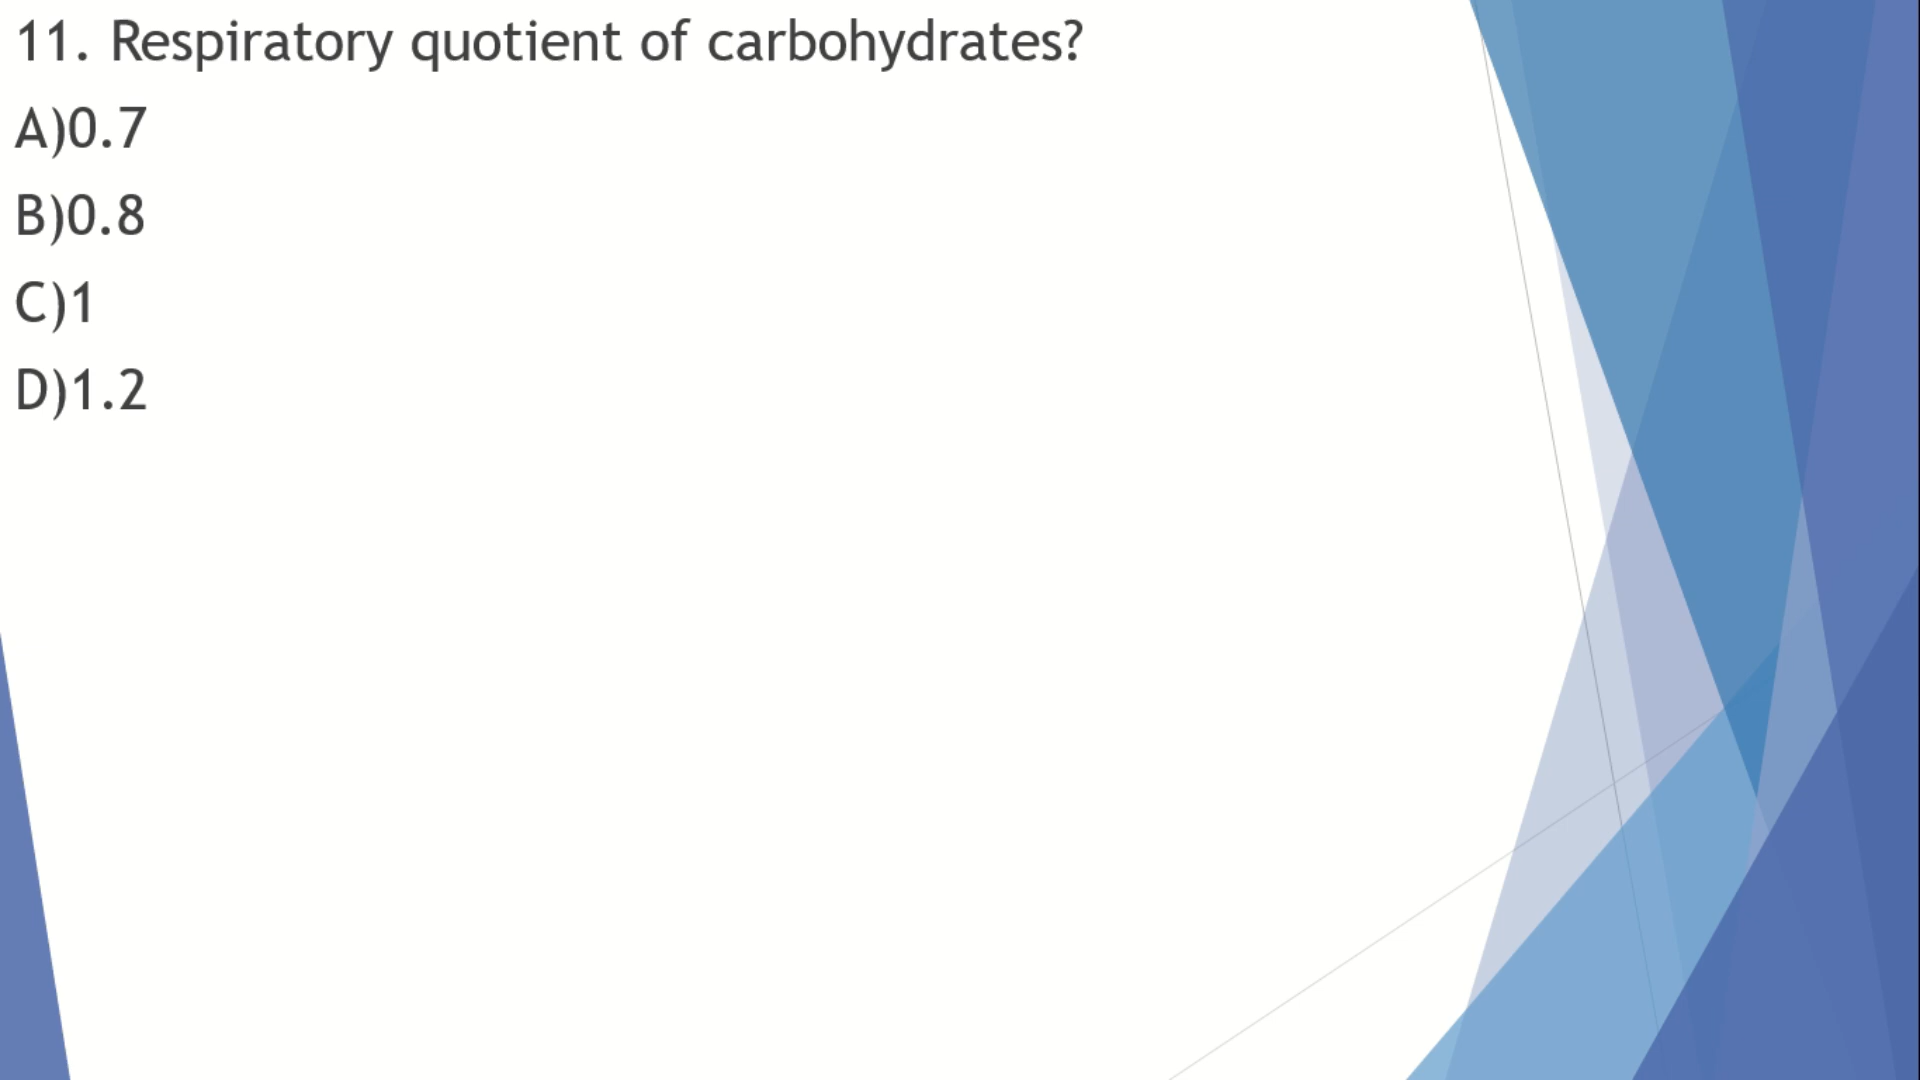 11. Respiratory quotient of carbohydrates?
A)0.7
B)0.8
C)1
D)1.2